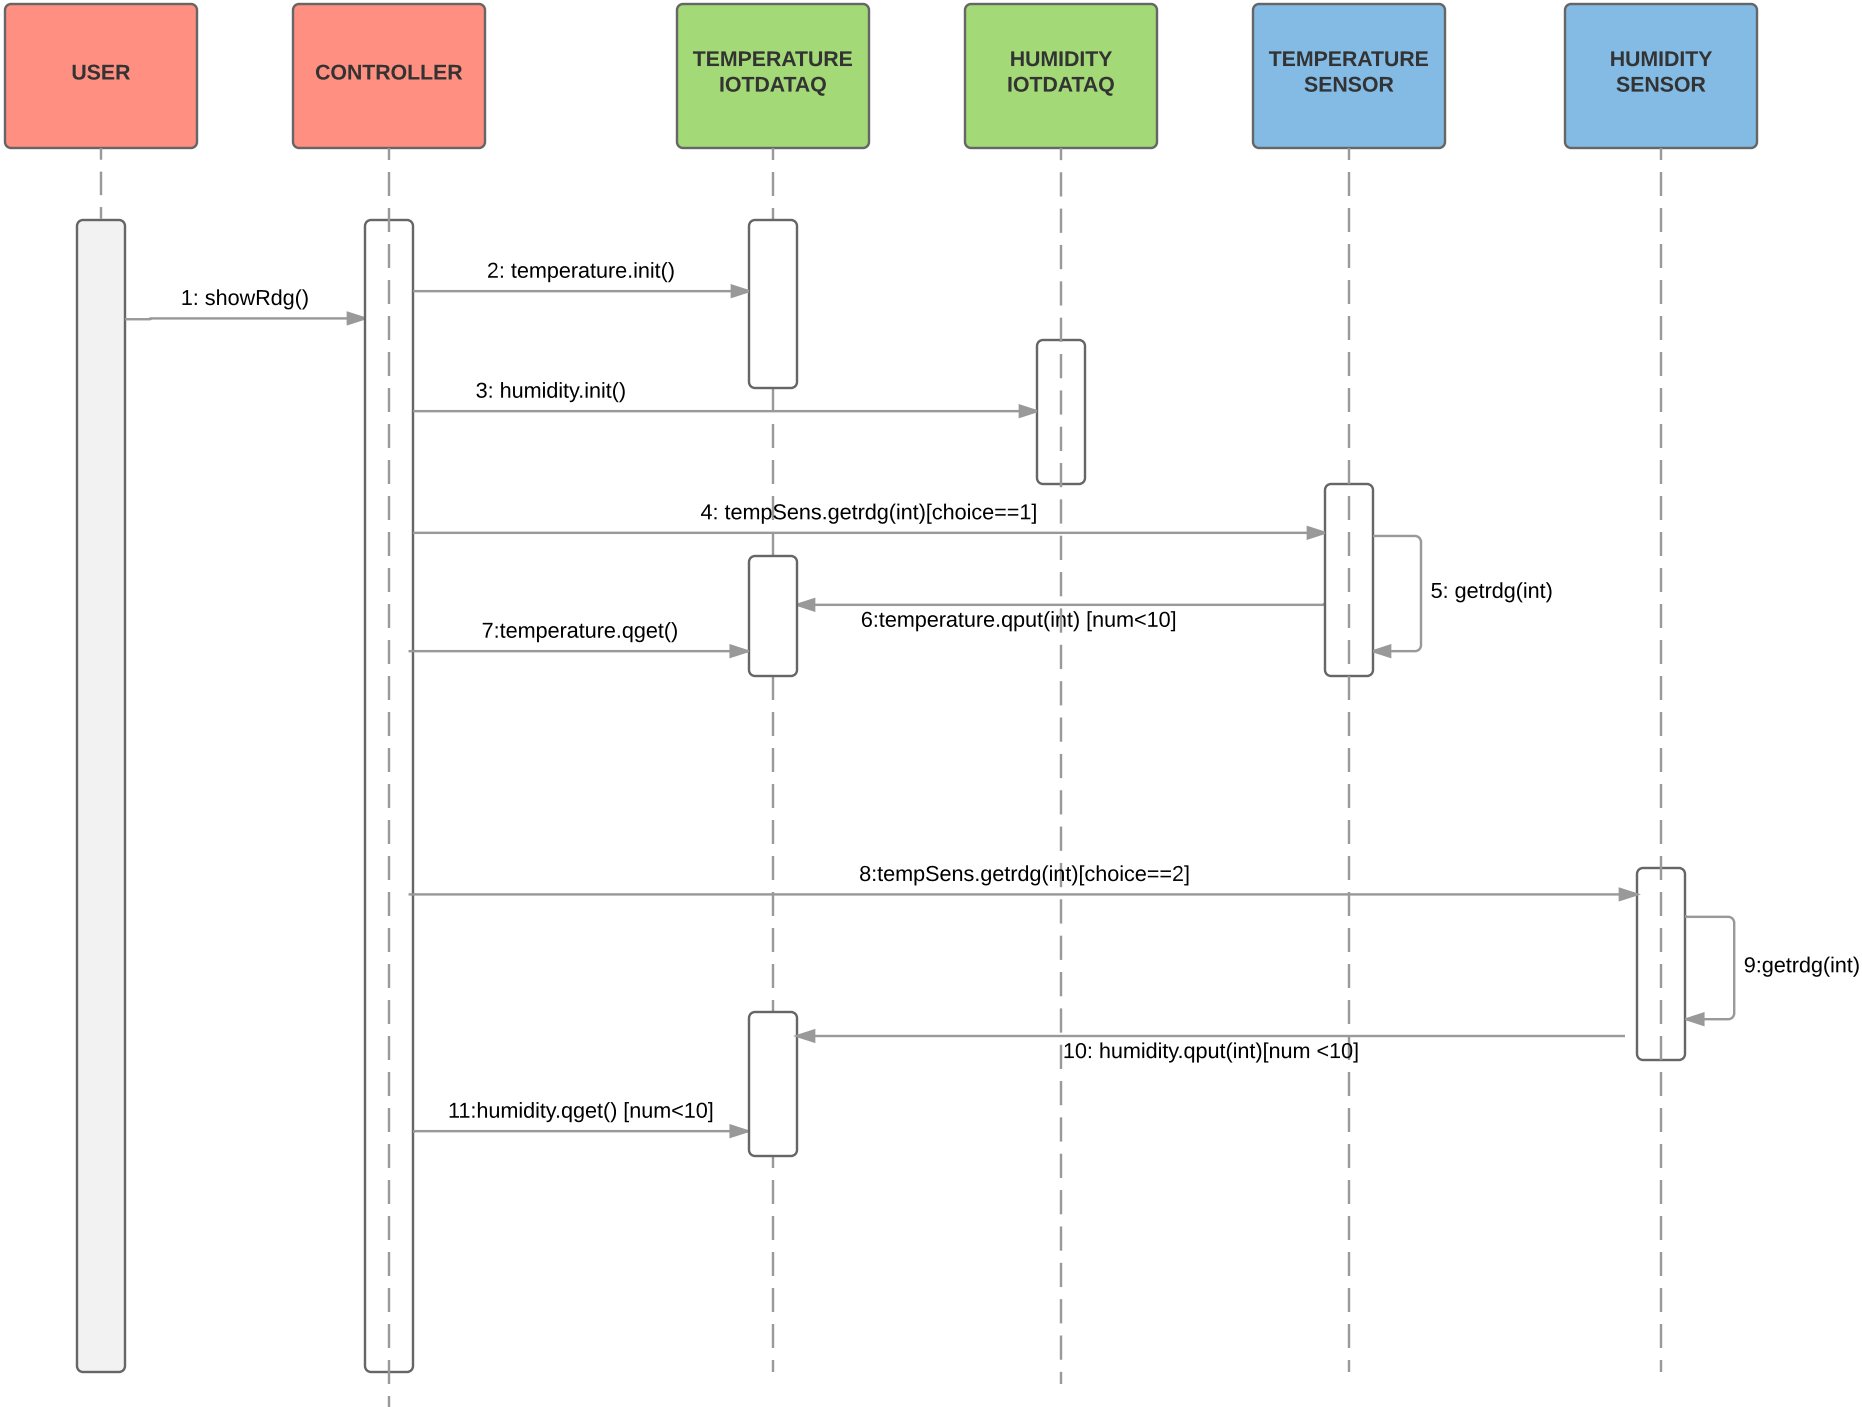 USER
CONTROLLER
TEMPERATURE
IOTDATAQ
HUMIDITY
IOTDATAQ
TEMPERATURE
SENSOR
HUMIDITY
SENSOR
2: temperature.init()
1: showRdg()
3: humidity.init()
4: tempSens.getrdg(int)[choice==1]
5: getrdg(int)
6:temperature.qput(int) [num<10]
7:temperature.qget()
8:tempSens.getrdg(int)[choice==2]
9:getrdg(int)
10: humidity.qput(int)[num <10]
11:humidity.qget() [num<10]